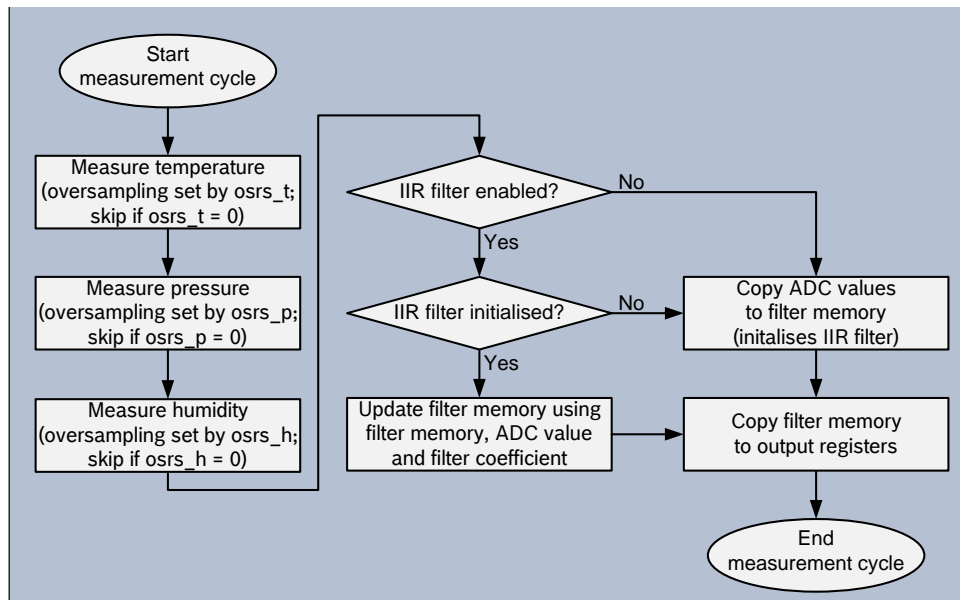 Start
measurement cycle
Measure temperature
(oversampling set by osrs_t;
skip if osrs_t = 0)
Measure pressure
(oversampling set by osrs_p;
skip if osrs_p = 0)
Measure humidity
(oversampling set by osrs_h;
skip if osrs_h = 0)
IIR filter enabled?
No
Yes
IIR filter initialised?
No
Yes
Update filter memory using
filter memory, ADC value
and filter coefficient
Copy ADC values
to filter memory
(initalises IIR filter)
Copy filter memory
to output registers
End
measurement cycle